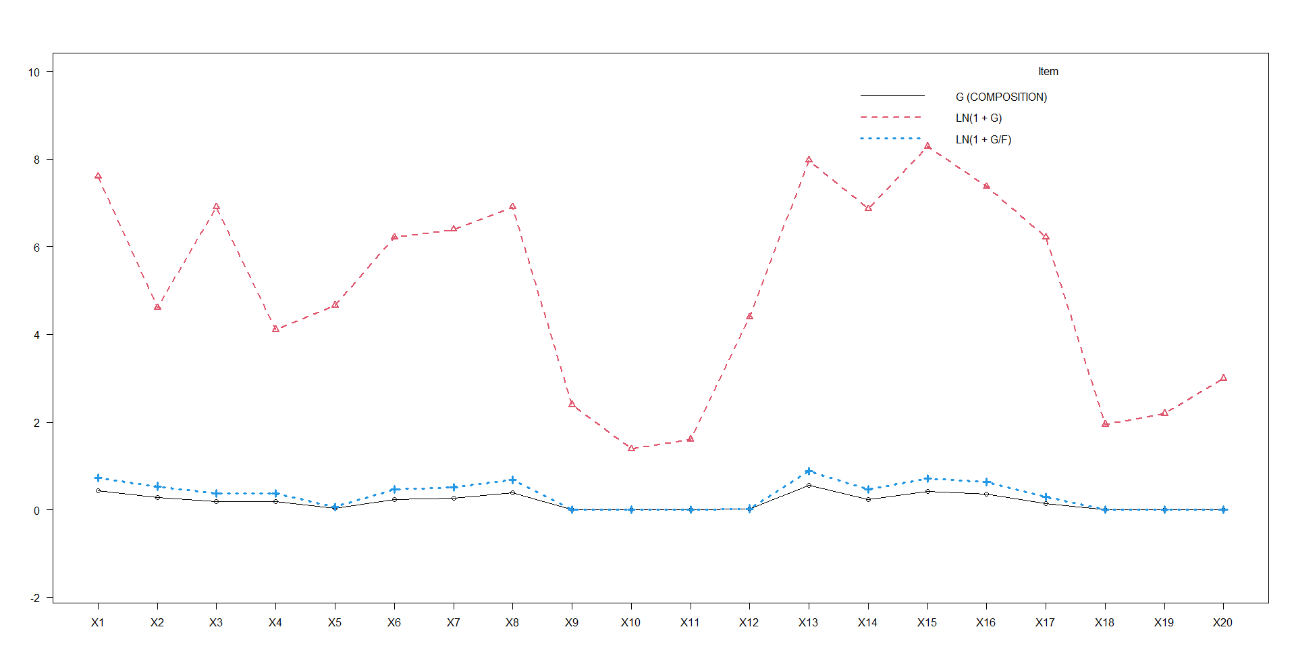 Item
G (COMPOSITION)
LN(1 + G)
LN(1 + G/F)
10
8
6
4
2
0
-2
X1 X2 X3 X4 X5 X6 X7 X8 X9 X10 X11 X12 X13 X14 X15 X16 X17 X18 X19 X20